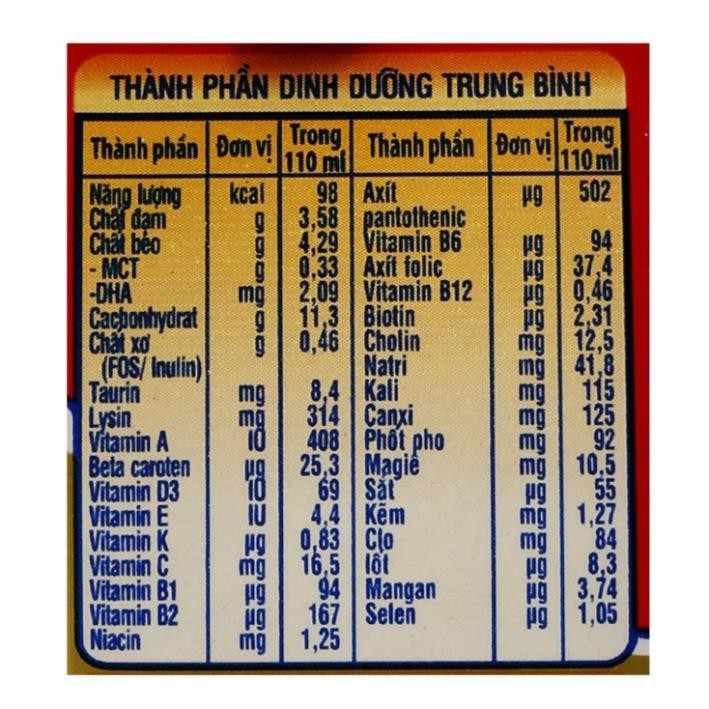 THÀNH PHẦN DINH DƯỠNG TRUNG BÌNH
Thành phần Đơn vị Trong 110 ml Thành phần Đơn vị Trong 110 ml
Năng lượng kcal 98 Axít µg 502
Chất đạm g 3,58 pantothenic
Chất béo g 4,29 Vitamin B6 µg 94
- MCT g 0,33 Axít folic µg 37,4
-DHA mg 2,09 Vitamin B12 µg 0,46
Cacbonhydrat g 11,3 Biotin µg 2,31
Chất xơ g 0,46 Cholin mg 12,5
(FOS/ Inulin) Natri mg 41,8
Taurin mg 8,4 Kali mg 115
Lysin mg 314 Canxi mg 125
Vitamin A IU 408 Phốt pho mg 92
Beta caroten µg 25,3 Magiê mg 10,5
Vitamin D3 IU 69 Sắt µg 55
Vitamin E IU 4,4 Kẽm mg 1,27
Vitamin K µg 0,83 Clo mg 84
Vitamin C mg 16,5 Iốt µg 8,3
Vitamin B1 µg 94 Mangan µg 3,74
Vitamin B2 µg 167 Selen µg 1,05
Niacin mg 1,25